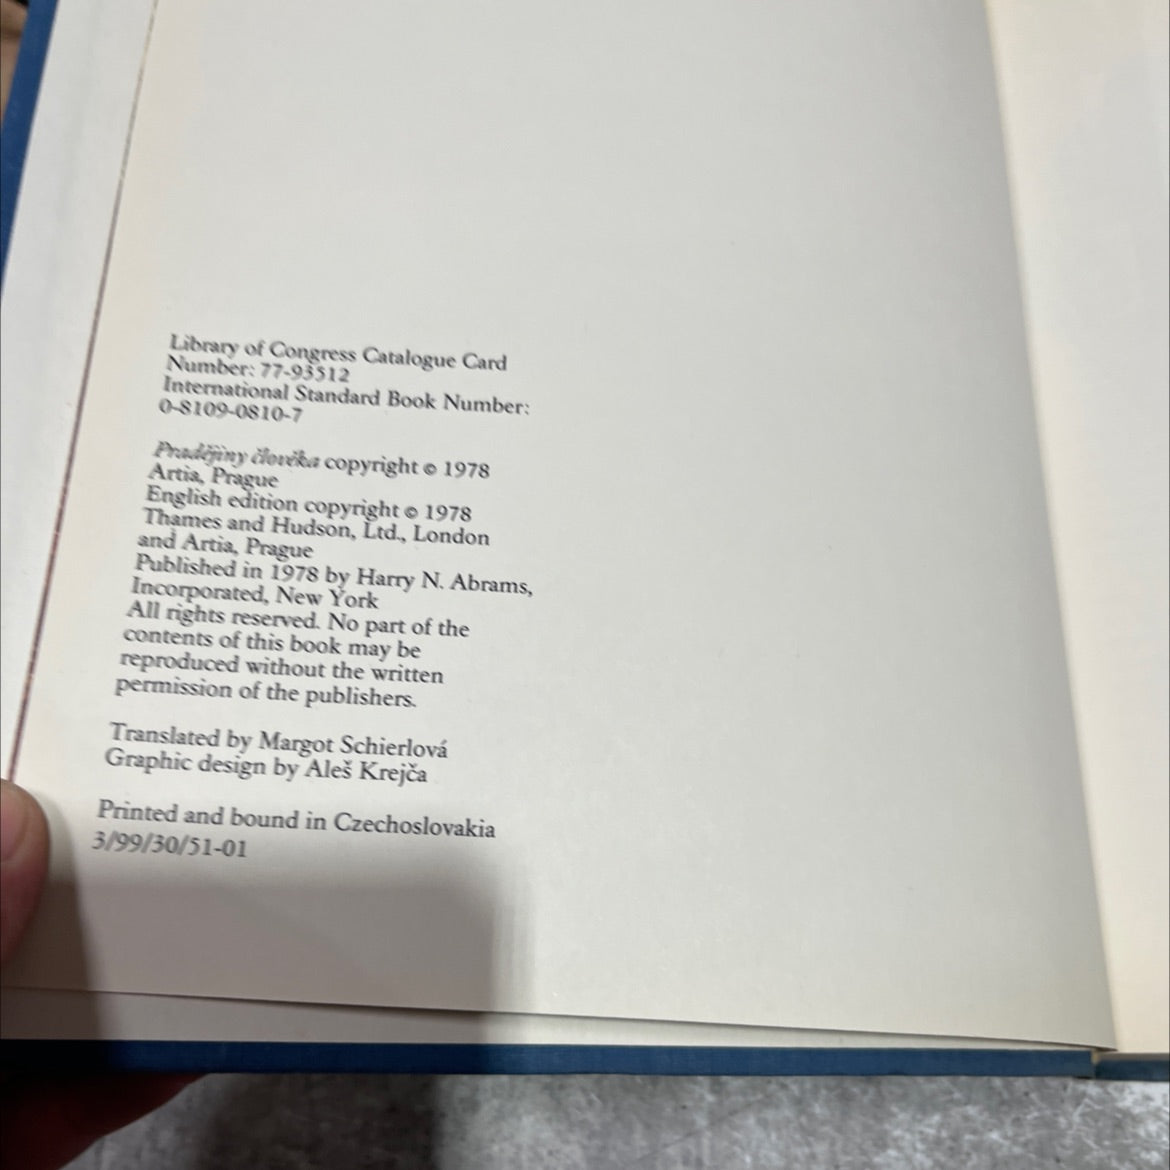 Library of Congress Catalogue Card
Number: 77-93512
International Standard Book Number:
0-8109-0810-7
Pradějiny člověka copyright © 1978
Artia, Prague
English edition copyright © 1978
Thames and Hudson, Ltd., London
and Artia, Prague
Published in 1978 by Harry N. Abrams,
Incorporated, New York
All rights reserved. No part of the
contents of this book may be
reproduced without the written
permission of the publishers.
Translated by Margot Schierlová
Graphic design by Aleš Krejča
Printed and bound in Czechoslovakia
3/99/30/51-01